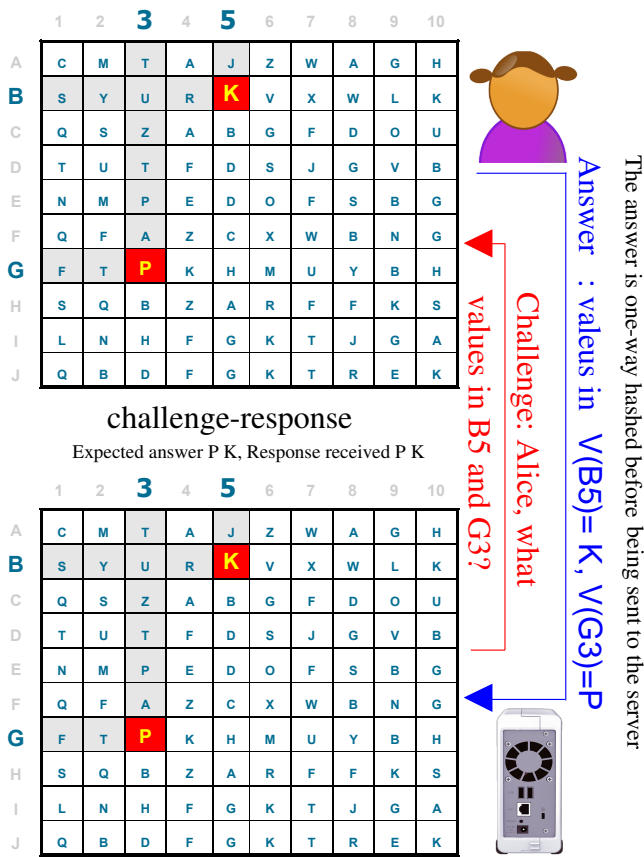 1 2 3 4 5 6 7 8 9 10
A C M T A J Z W A G H
B S Y U R K V X W L K
C Q S Z A B G F D O U
D T U T F D S J G V B
E N M P E D O F S B G
F Q F A Z C X W B N G
G F T P K H M U Y B H
H S Q B Z A R F F K S
I L N H F G K T J G A
J Q B D F G K T R E K
challenge-response
Expected answer P K, Response received P K
1 2 3 4 5 6 7 8 9 10
A C M T A J Z W A G H
B S Y U R K V X W L K
C Q S Z A B G F D O U
D T U T F D S J G V B
E N M P E D O F S B G
F Q F A Z C X W B N G
G F T P K H M U Y B H
H S Q B Z A R F F K S
I L N H F G K T J G A
J Q B D F G K T R E K
The answer is one-way hashed before being sent to the server
Answer : valeus in V(B5)= K, V(G3)=P
Challenge: Alice, what
values in B5 and G3?